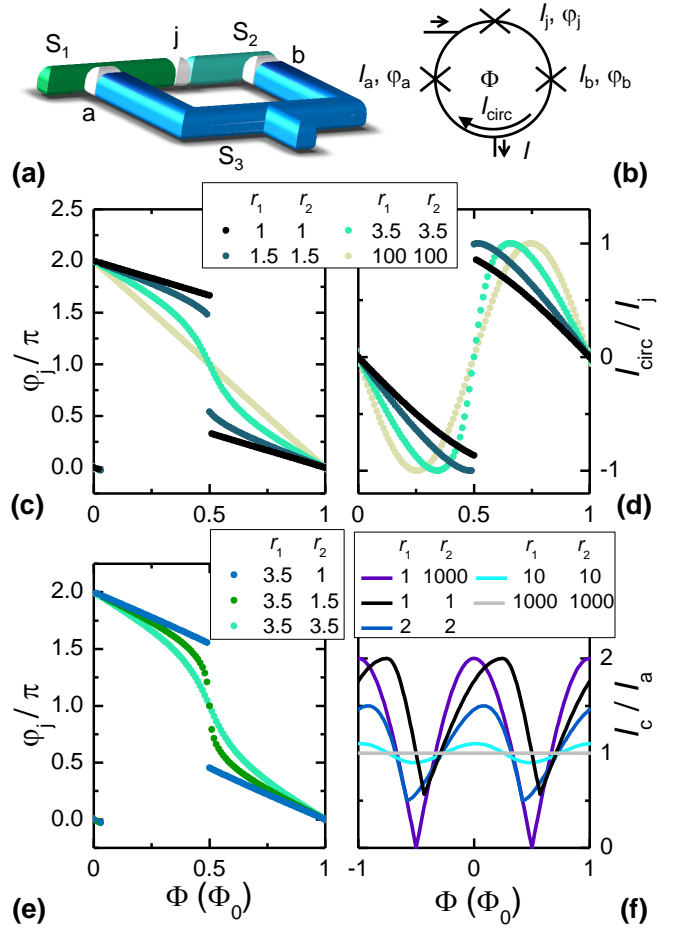 S1 j S2 b
a
S3
(a)
Ij, φj
Ia, φa Φ Ib, φb
Icirc
I
(b)
r1 r2 r1 r2
1 1 3.5 3.5
1.5 1.5 100 100
2.5
2.0
1.5
1.0
0.5
0.0
φj / π
0 0.5 1
(c)
1
0
-1
Icirc / Ij
0 0.5 1
(d)
r1 r2
3.5 1
3.5 1.5
3.5 3.5
2.0
1.5
1.0
0.5
0.0
φj / π
0 0.5 1
Φ (Φ0)
(e)
r1 r2 r1 r2
1 1000 10 10
1 1 1000 1000
2 2
2
1
0
Ic / Ia
-1 0 0.5 1
Φ (Φ0)
(f)